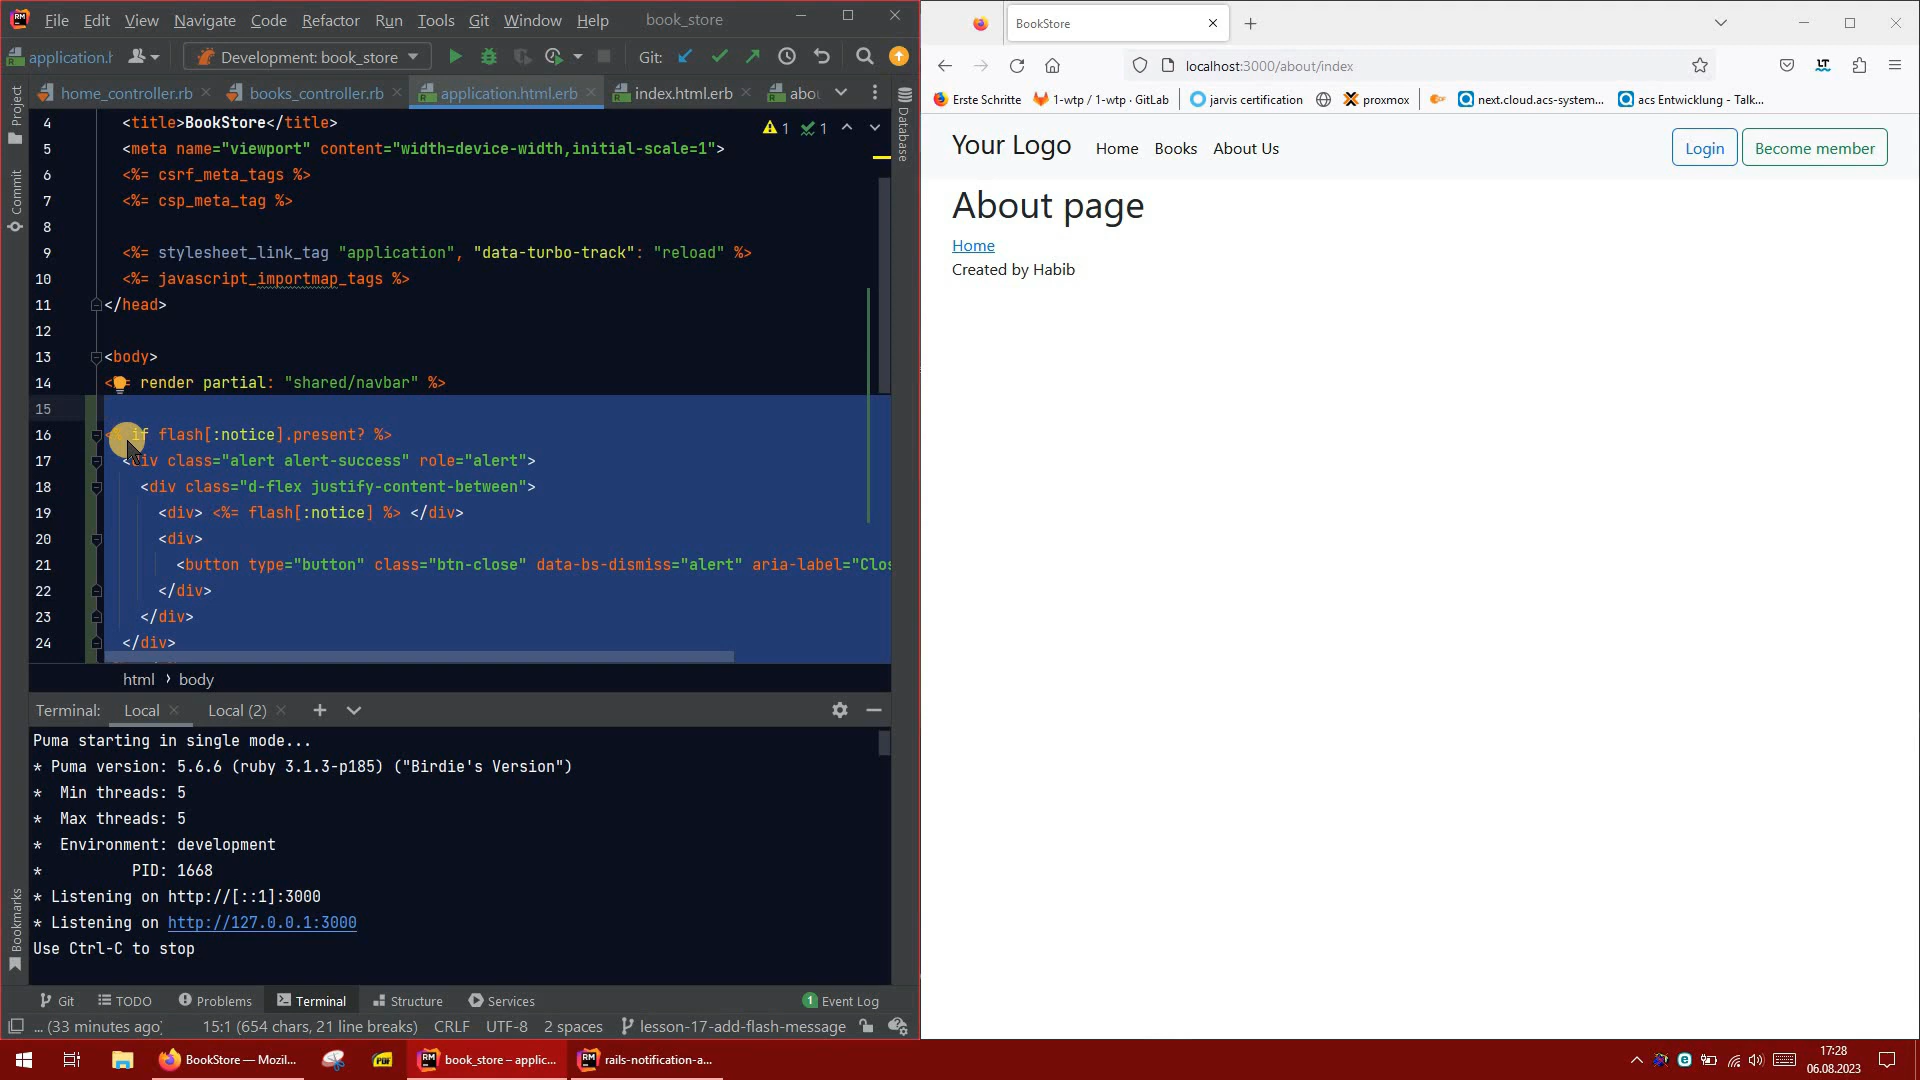 File Edit View Navigate Code Refactor Run Tools Git Window Help book_store
application.h Development: book_store Git:
home_controller.rb books_controller.rb application.html.erb index.html.erb abo
Project
Commit
Bookmarks
Database
1 1
4 <title>BookStore</title>
5 <meta name="viewport" content="width=device-width,initial-scale=1">
6 <%= csrf_meta_tags %>
7 <%= csp_meta_tag %>
8
9 <%= stylesheet_link_tag "application", "data-turbo-track": "reload" %>
10 <%= javascript_importmap_tags %>
11 </head>
12
13 <body>
14 <%= render partial: "shared/navbar" %>
15
16 <% if flash[:notice].present? %>
17 <div class="alert alert-success" role="alert">
18 <div class="d-flex justify-content-between">
19 <div> <%= flash[:notice] %> </div>
20 <div>
21 <button type="button" class="btn-close" data-bs-dismiss="alert" aria-label="Clos
22 </div>
23 </div>
24 </div>
html › body
Terminal: Local Local (2)
Puma starting in single mode...
* Puma version: 5.6.6 (ruby 3.1.3-p185) ("Birdie's Version")
* Min threads: 5
* Max threads: 5
* Environment: development
* PID: 1668
* Listening on http://[::1]:3000
* Listening on http://127.0.0.1:3000
Use Ctrl-C to stop
Git TODO Problems Terminal Structure Services 1 Event Log
... (33 minutes ago) 15:1 (654 chars, 21 line breaks) CRLF UTF-8 2 spaces lesson-17-add-flash-message
BookStore
localhost:3000/about/index
Erste Schritte 1-wtp / 1-wtp · GitLab jarvis certification proxmox next.cloud.acs-system... acs Entwicklung - Talk...
Your Logo Home Books About Us Login Become member
About page
Home
Created by Habib
BookStore — Mozil... PDF book_store – applic... rails-notification-a...
17:28
06.08.2023